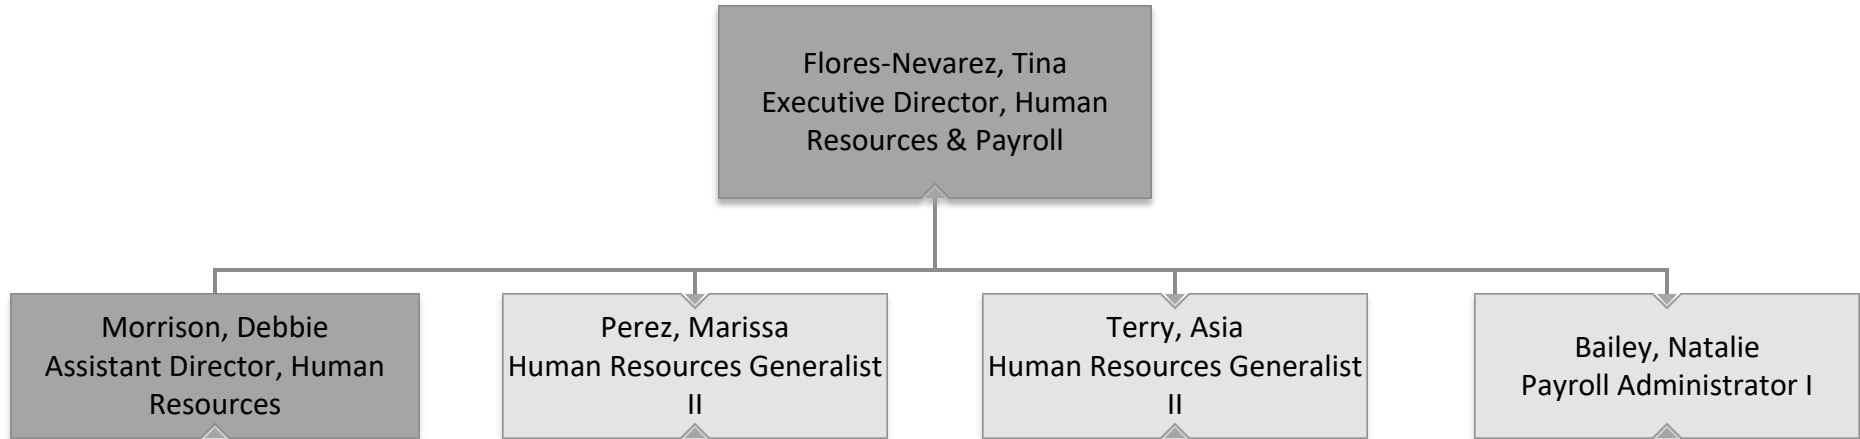 Flores-Nevarez, Tina
Executive Director, Human
Resources & Payroll
Morrison, Debbie
Assistant Director, Human
Resources
Perez, Marissa
Human Resources Generalist
II
Terry, Asia
Human Resources Generalist
II
Bailey, Natalie
Payroll Administrator I